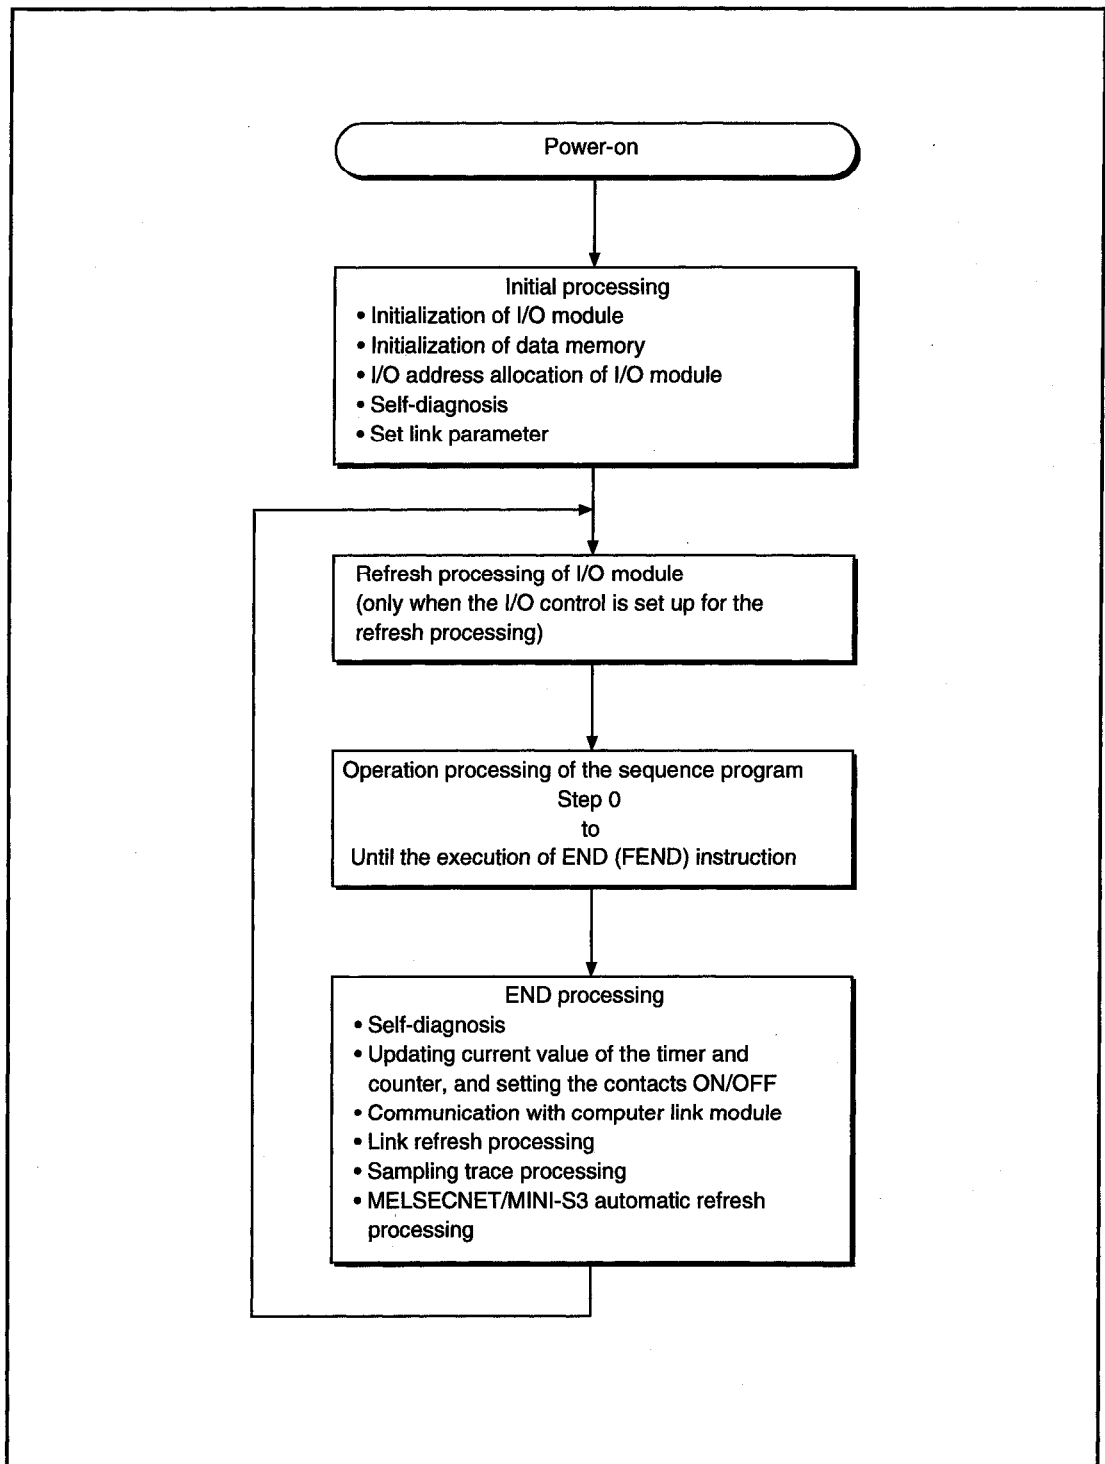 Power-on
Initial processing
• Initialization of I/O module
• Initialization of data memory
• I/O address allocation of I/O module
• Self-diagnosis
• Set link parameter
Refresh processing of I/O module
(only when the I/O control is set up for the
refresh processing)
Operation processing of the sequence program
Step 0
to
Until the execution of END (FEND) instruction
END processing
• Self-diagnosis
• Updating current value of the timer and
counter, and setting the contacts ON/OFF
• Communication with computer link module
• Link refresh processing
• Sampling trace processing
• MELSECNET/MINI-S3 automatic refresh
processing